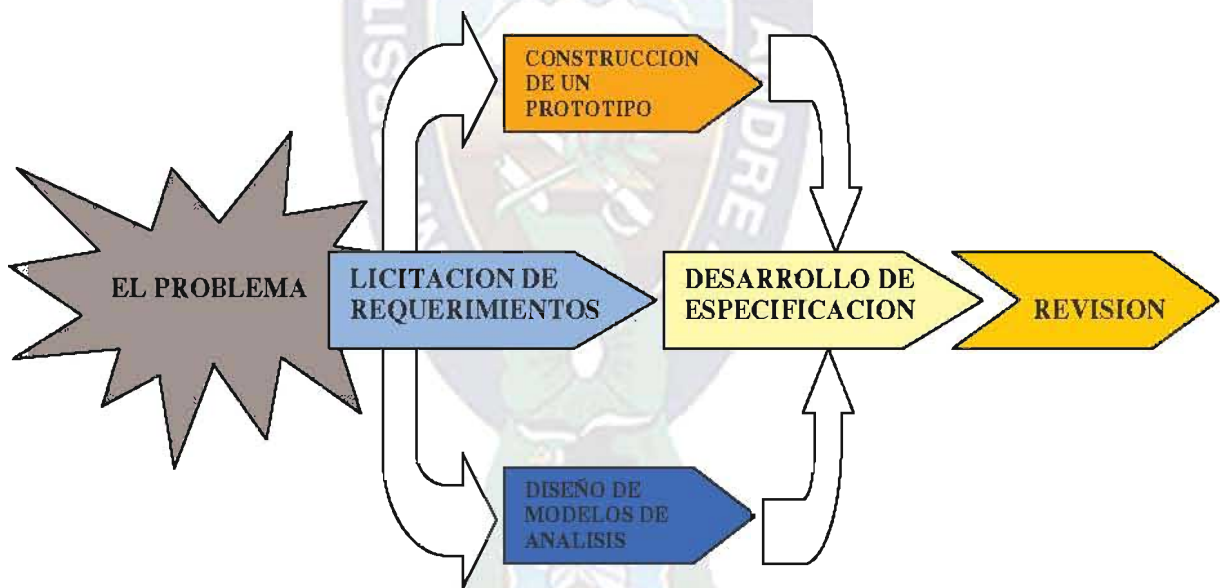 CONSTRUCCION
DE UN
PROTOTIPO
EL PROBLEMA
LICITACION DE
REQUERIMIENTOS
DESARROLLO DE
ESPECIFICACION
REVISION
DISEÑO DE
MODELOS DE
ANALISIS